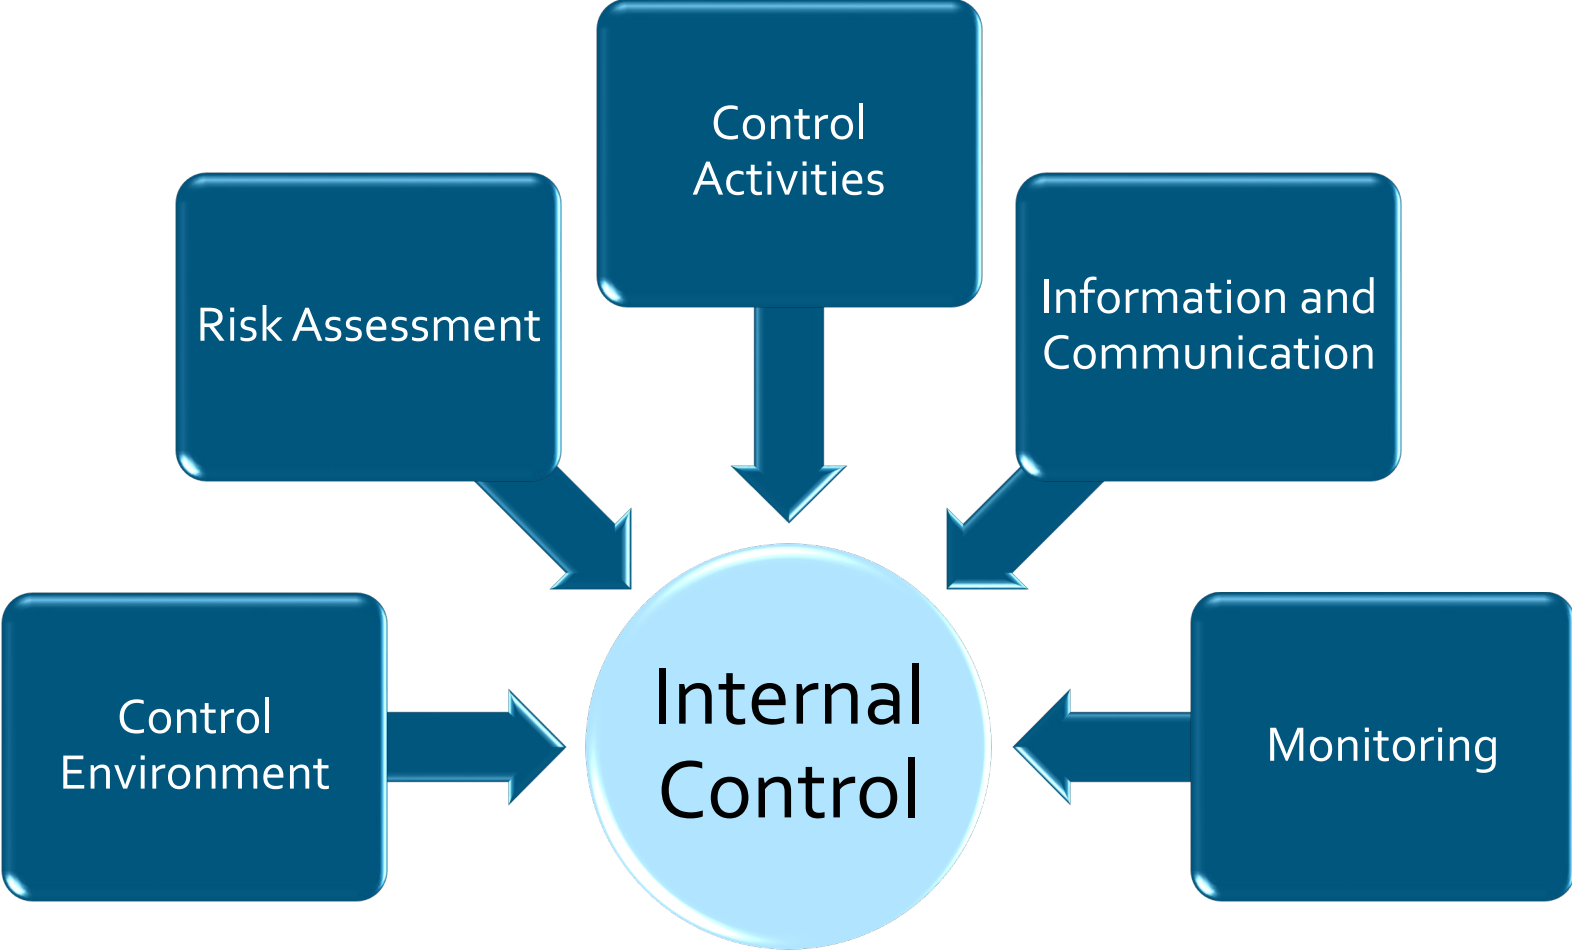 Control
Activities
Risk Assessment
Information and
Communication
Control
Environment
Internal
Control
Monitoring